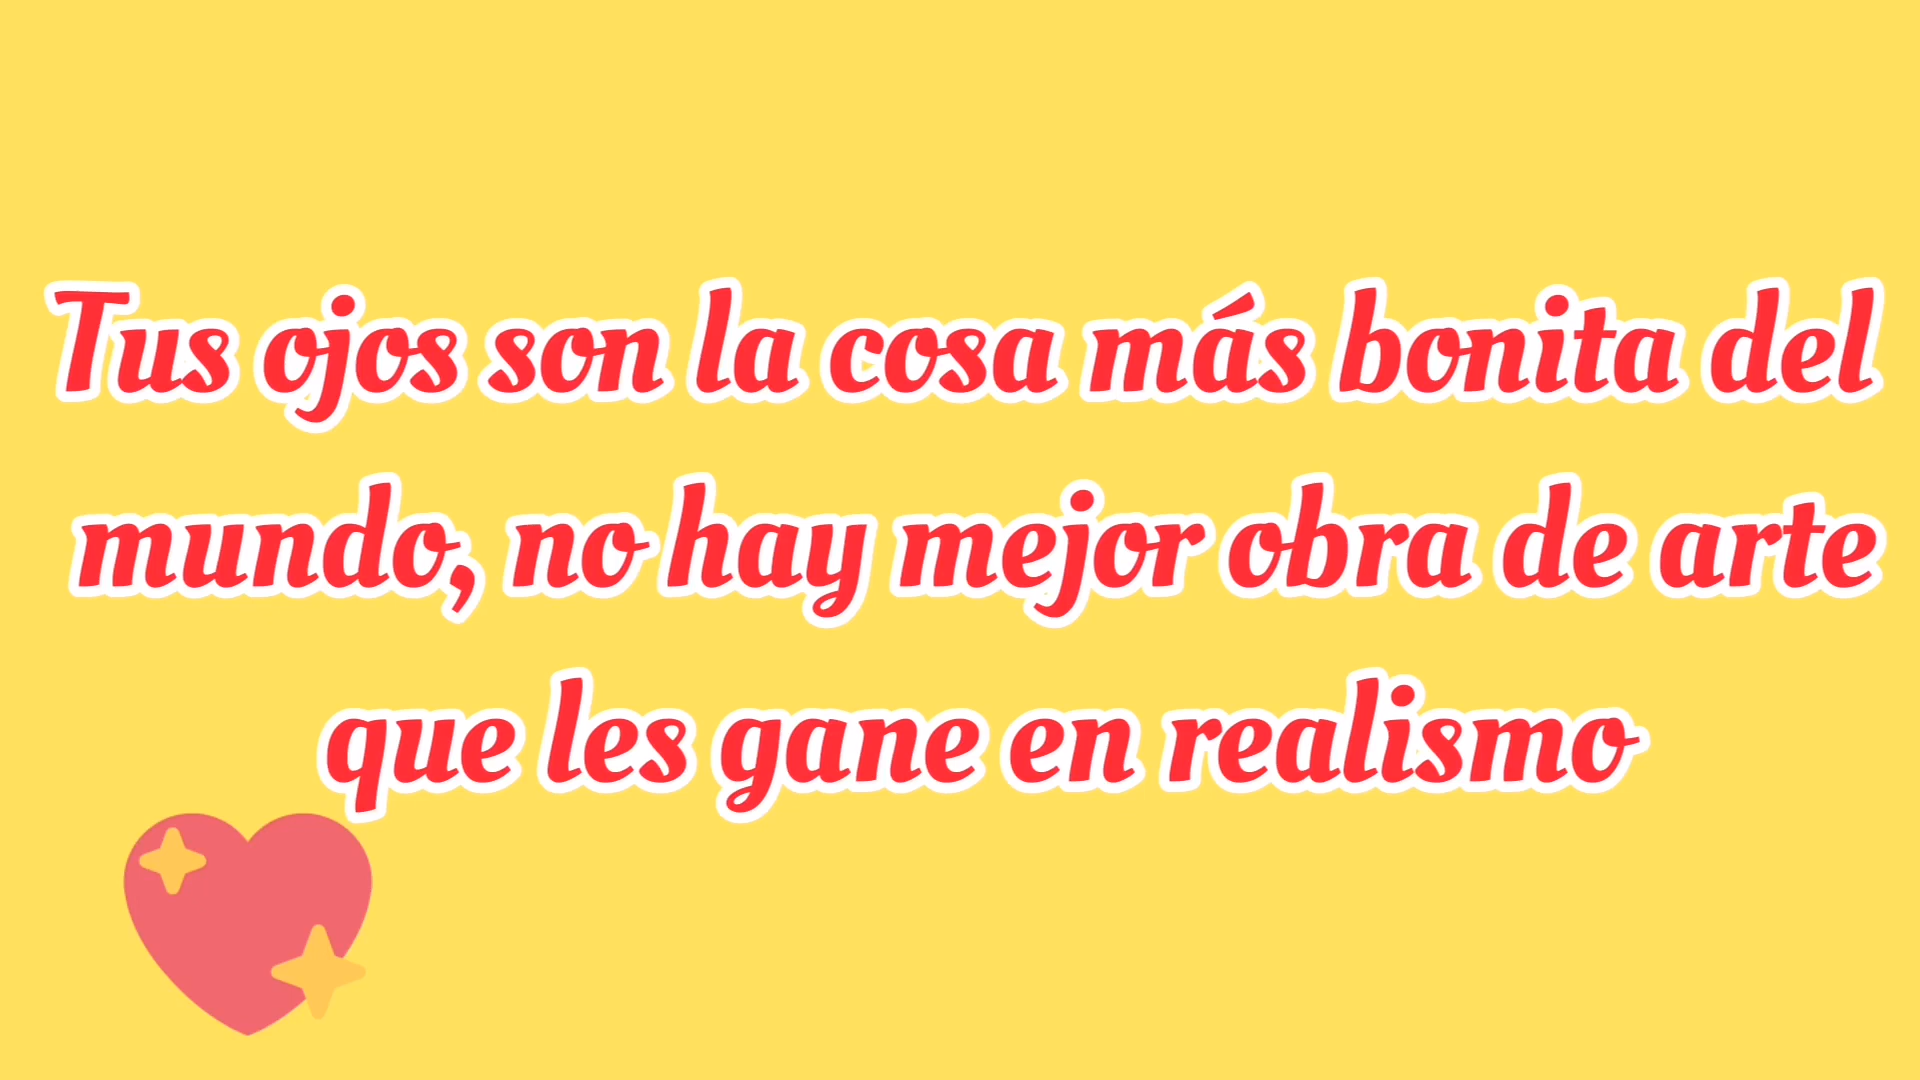 Tus ojos son la cosa más bonita del
mundo, no hay mejor obra de arte
que les gane en realismo